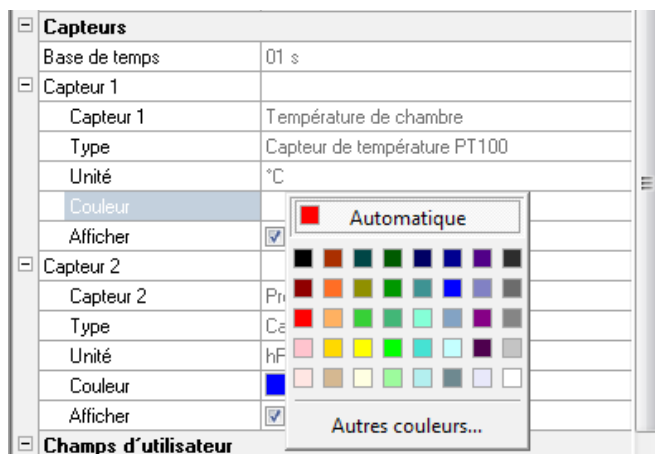 Capteurs
Base de temps 01 s
Capteur 1
Capteur 1 Température de chambre
Type Capteur de température PT100
Unité °C
Couleur
Automatique
Afficher
Capteur 2
Capteur 2
Type
Unité
Couleur
Afficher
Autres couleurs...
Champs d´utilisateur